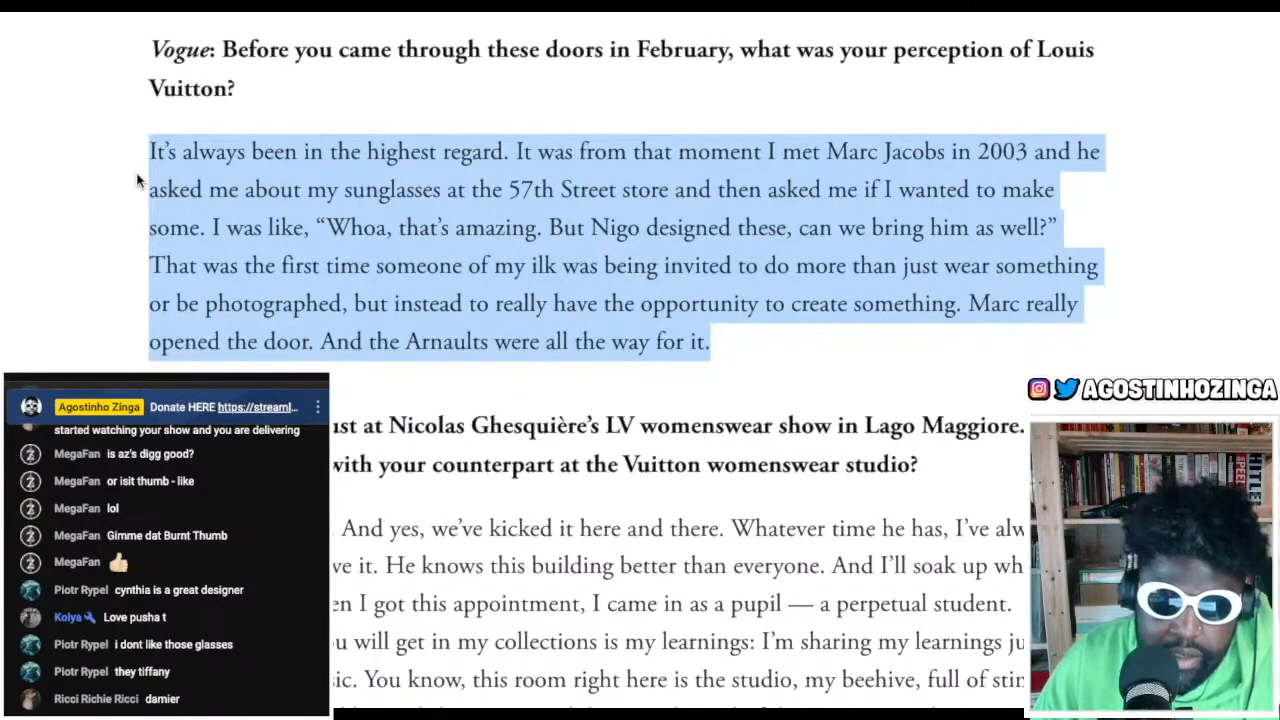 Vogue: Before you came through these doors in February, what was your perception of Louis
Vuitton?
It's always been in the highest regard. It was from that moment I met Marc Jacobs in 2003 and he
asked me about my sunglasses at the 57th Street store and then asked me if I wanted to make
some. I was like, “Whoa, that's amazing. But Nigo designed these, can we bring him as well?”
That was the first time someone of my ilk was being invited to do more than just wear something
or be photographed, but instead to really have the opportunity to create something. Marc really
opened the door. And the Arnaults were all the way for it.
ust at Nicolas Ghesquière's LV womenswear show in Lago Maggiore.
with your counterpart at the Vuitton womenswear studio?
And yes, we've kicked it here and there. Whatever time he has, I've alw
ve it. He knows this building better than everyone. And I'll soak up wh
en I got this appointment, I came in as a pupil — a perpetual student.
u will get in my collections is my learnings: I'm sharing my learnings ju
sic. You know, this room right here is the studio, my beehive, full of stir
Agostinho Zinga Donate HERE https://streaml...
started watching your show and you are delivering
MegaFan is az's digg good?
MegaFan or isit thumb - like
MegaFan lol
MegaFan Gimme dat Burnt Thumb
MegaFan 👍🏻
Piotr Rypel cynthia is a great designer
Kolya Love pusha t
Piotr Rypel i dont like those glasses
Piotr Rypel they tiffany
Ricci Richie Ricci damier
AGOSTINHOZINGA
HITLER